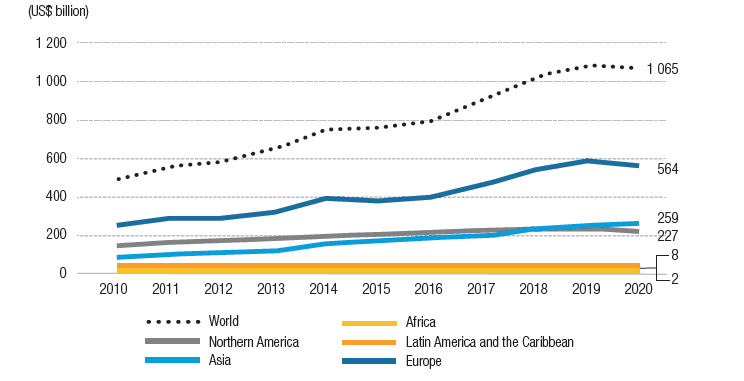 (US$ billion)
1 200
1 000
800
600
400
200
0
1 065
564
259
227
8
2
2010 2011 2012 2013 2014 2015 2016 2017 2018 2019 2020
World Africa
Northern America Latin America and the Caribbean
Asia Europe